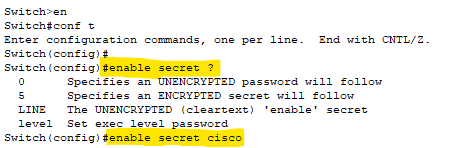 Switch>en
Switch#conf t
Enter configuration commands, one per line.  End with CNTL/Z.
Switch(config)#
Switch(config)#enable secret ?
  0      Specifies an UNENCRYPTED password will follow
  5      Specifies an ENCRYPTED secret will follow
  LINE   The UNENCRYPTED (cleartext) 'enable' secret
  level  Set exec level password
Switch(config)#enable secret cisco